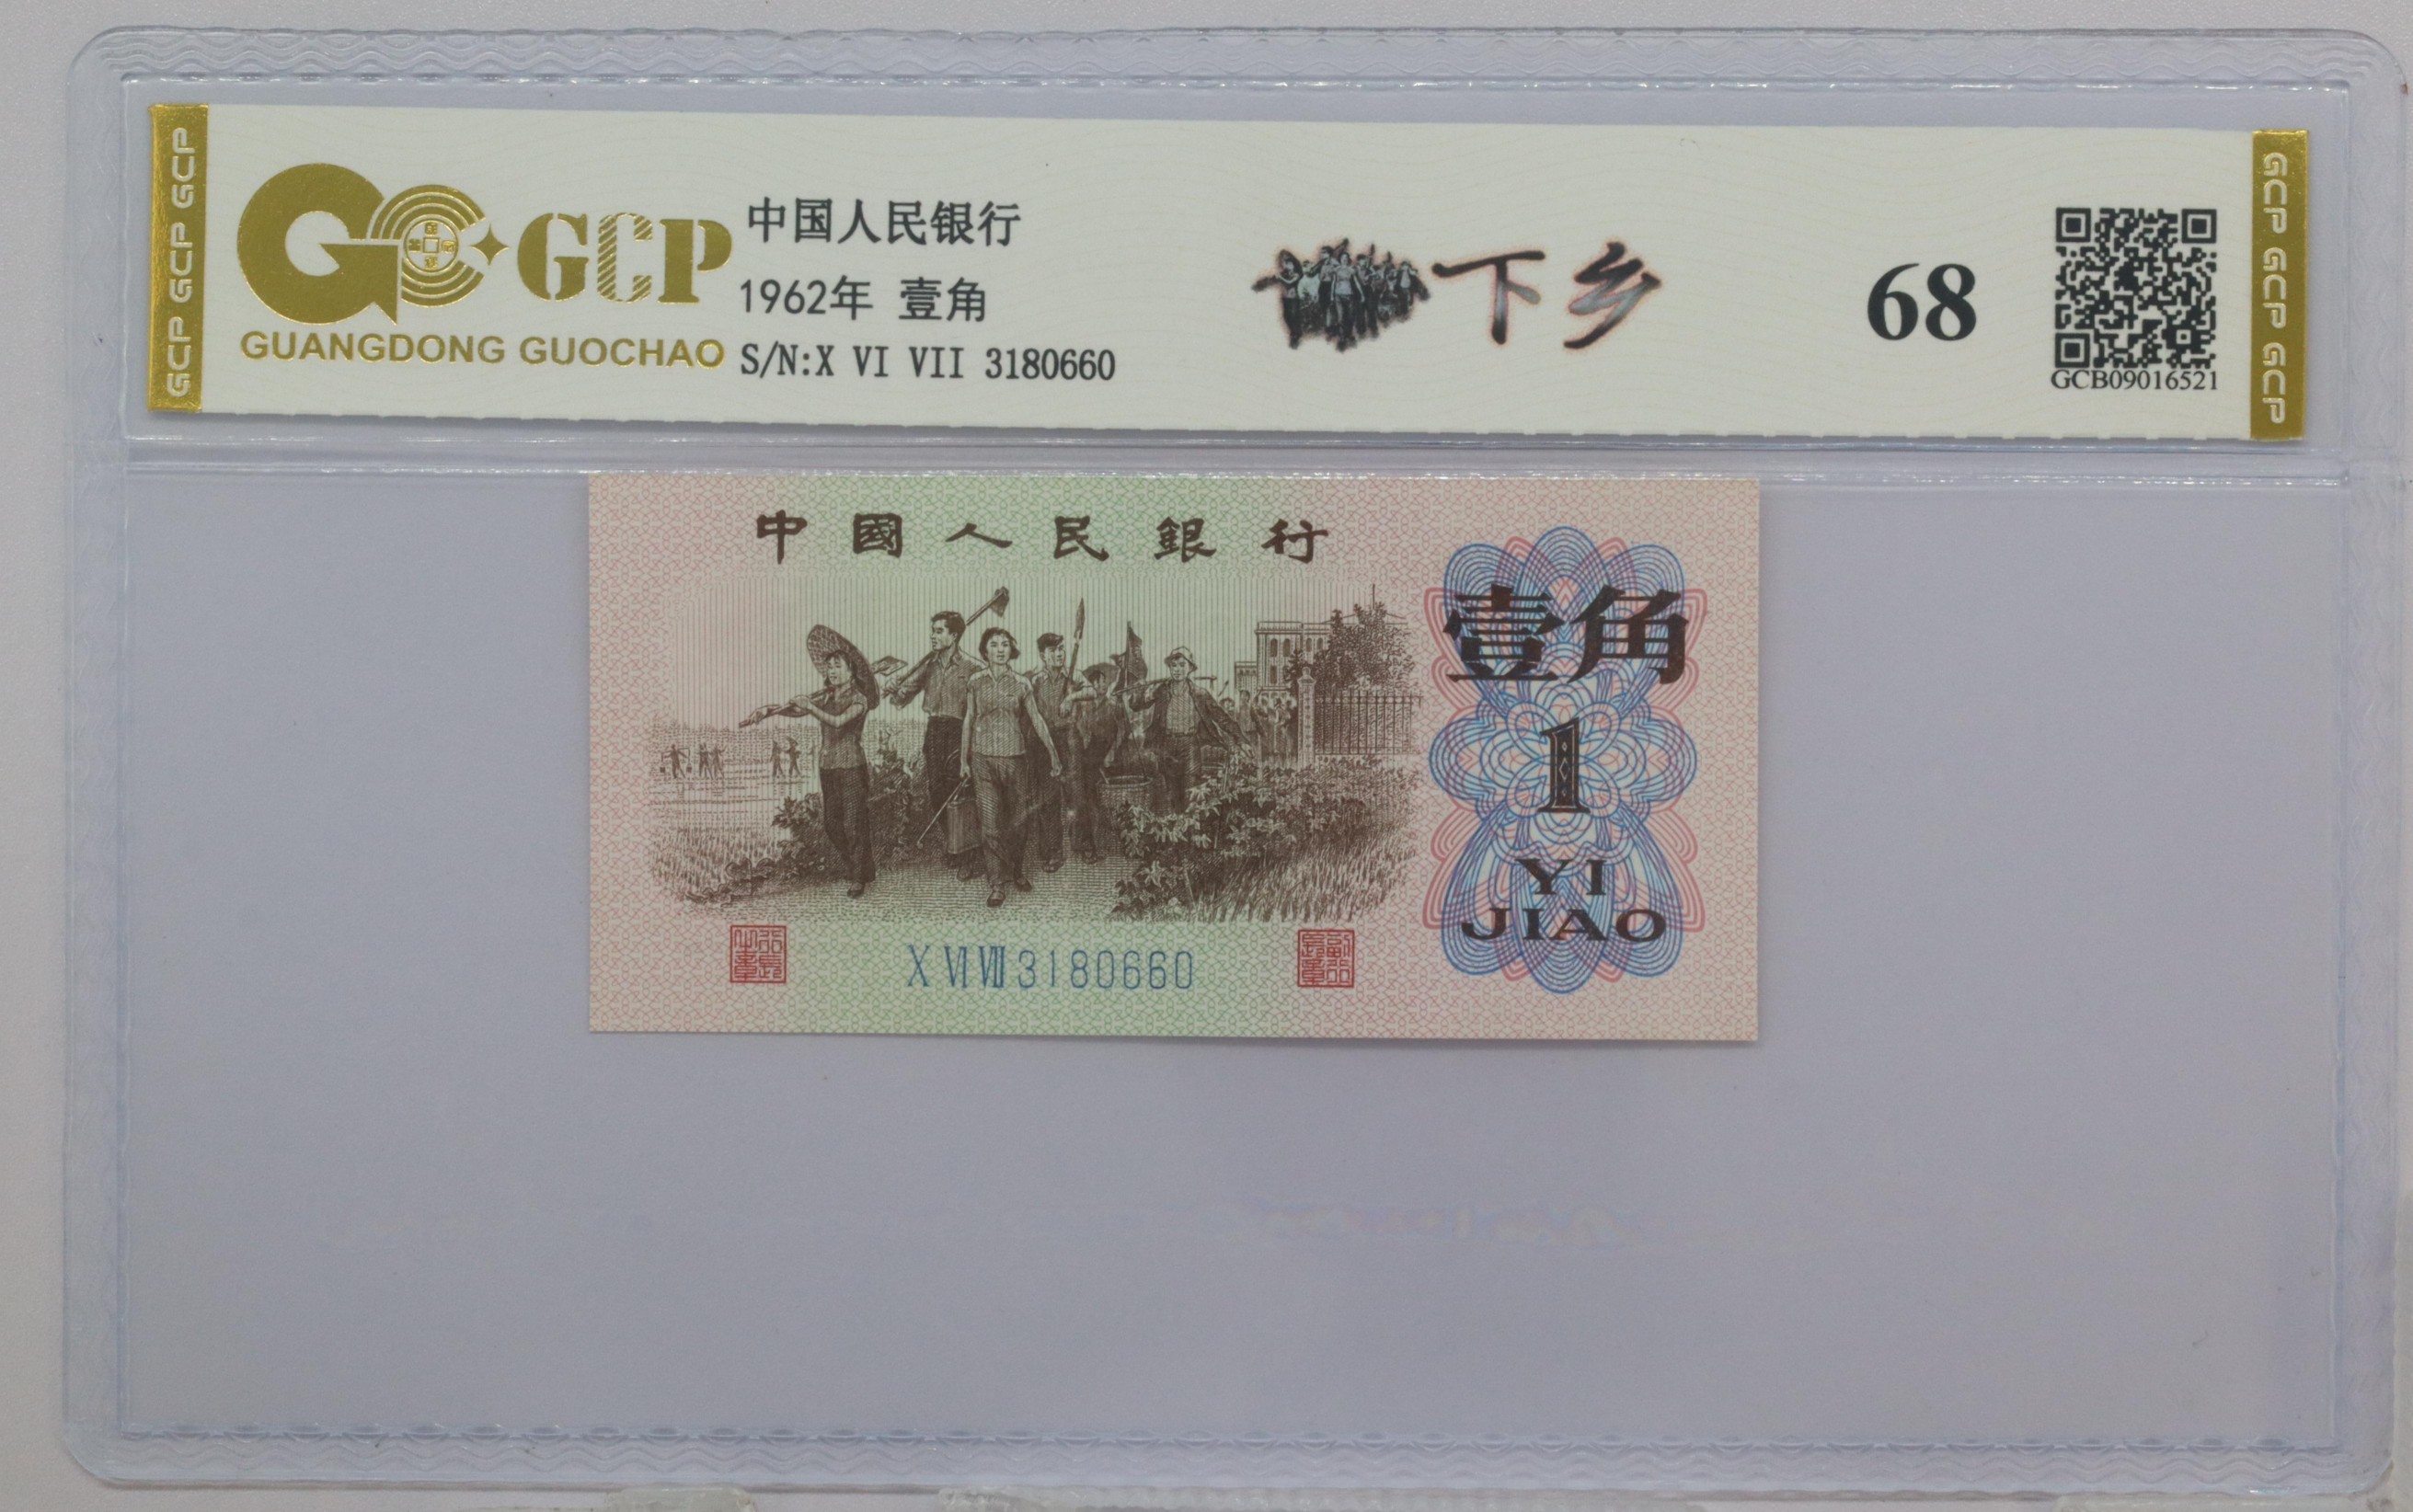 GCP GCP GCP
GCP
GUANGDONG GUOCHAO
中国人民银行
1962年 壹角
S/N:X VI VII 3180660
下乡
68
GCB09016521
GCP GCP GCP
中國人民銀行
壹角
1
YI
JIAO
X VI VII 3180660